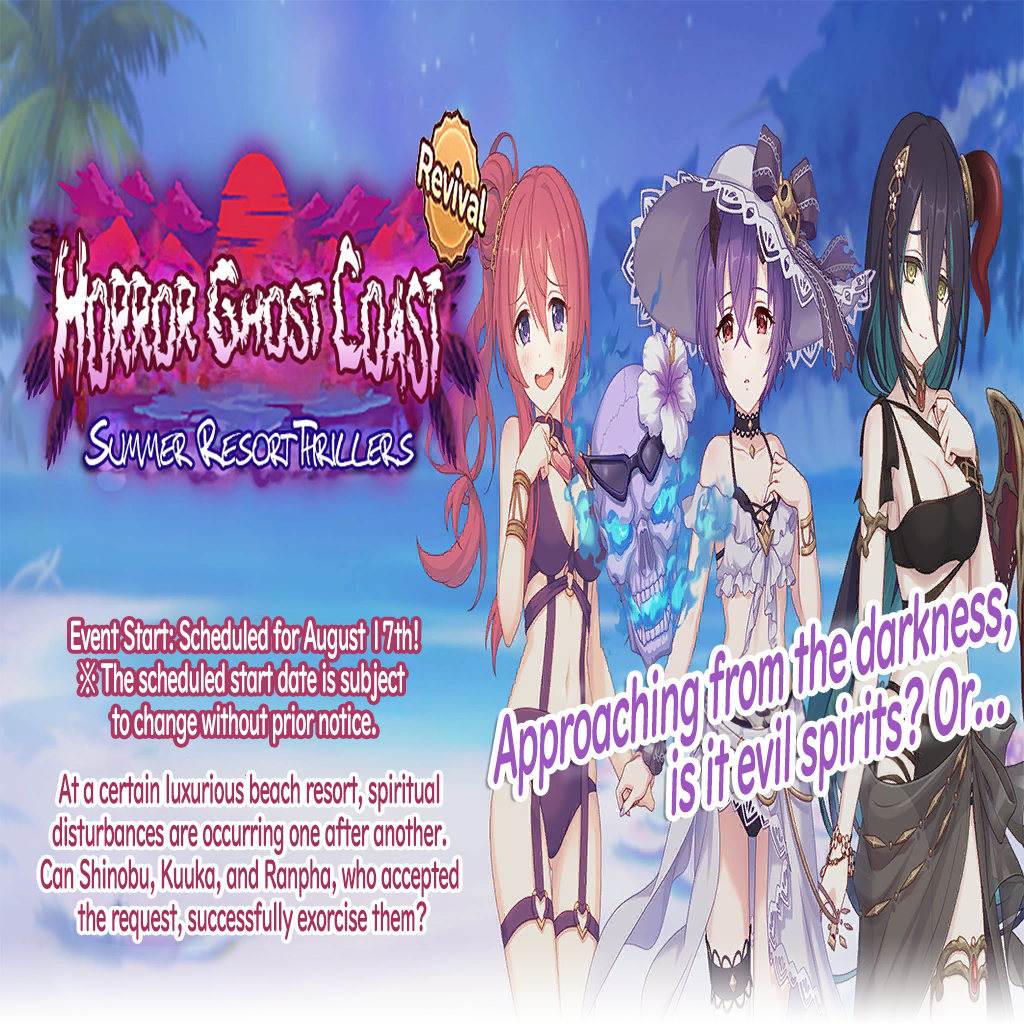 Revival
HORROR GHOST COAST
SUMMER RESORT THRILLERS
Event Start: Scheduled for August 17th!
※The scheduled start date is subject
to change without prior notice.
At a certain luxurious beach resort, spiritual
disturbances are occurring one after another.
Can Shinobu, Kuuka, and Ranpha, who accepted
the request, successfully exorcise them?
Approaching from the darkness,
is it evil spirits? Or...